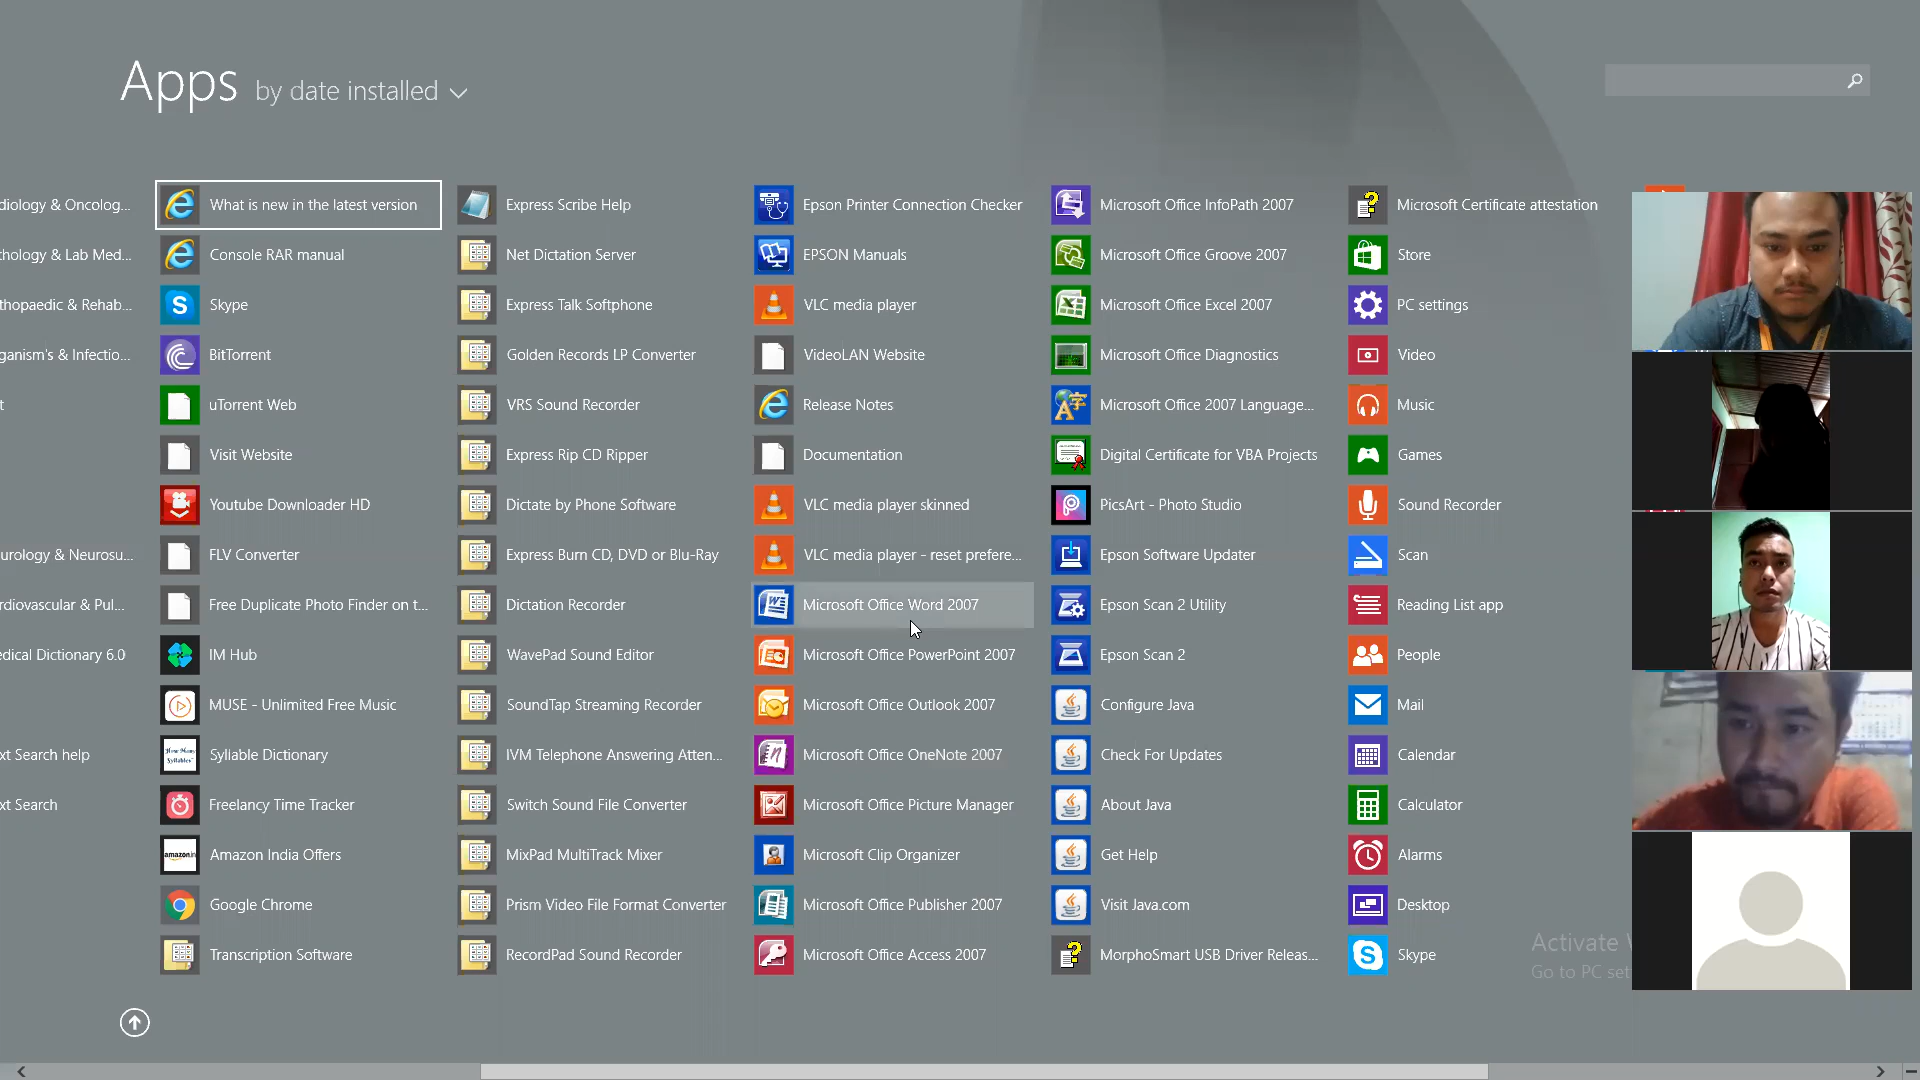 Apps by date installed
diology & Oncolog...
thology & Lab Med...
thopaedic & Rehab...
ganism's & Infectio...
t
urology & Neurosu...
rdiovascular & Pul...
edical Dictionary 6.0
xt Search help
xt Search
What is new in the latest version
Console RAR manual
Skype
BitTorrent
uTorrent Web
Visit Website
Youtube Downloader HD
FLV Converter
Free Duplicate Photo Finder on t...
IM Hub
MUSE - Unlimited Free Music
Syllable Dictionary
Freelancy Time Tracker
amazon.in
Amazon India Offers
Google Chrome
Transcription Software
Express Scribe Help
Net Dictation Server
Express Talk Softphone
Golden Records LP Converter
VRS Sound Recorder
Express Rip CD Ripper
Dictate by Phone Software
Express Burn CD, DVD or Blu-Ray
Dictation Recorder
WavePad Sound Editor
SoundTap Streaming Recorder
IVM Telephone Answering Atten...
Switch Sound File Converter
MixPad MultiTrack Mixer
Prism Video File Format Converter
RecordPad Sound Recorder
Epson Printer Connection Checker
EPSON Manuals
VLC media player
VideoLAN Website
Release Notes
Documentation
VLC media player skinned
VLC media player - reset prefere...
Microsoft Office Word 2007
Microsoft Office PowerPoint 2007
Microsoft Office Outlook 2007
Microsoft Office OneNote 2007
Microsoft Office Picture Manager
Microsoft Clip Organizer
Microsoft Office Publisher 2007
Microsoft Office Access 2007
Microsoft Office InfoPath 2007
Microsoft Office Groove 2007
Microsoft Office Excel 2007
Microsoft Office Diagnostics
Microsoft Office 2007 Language...
Digital Certificate for VBA Projects
PicsArt - Photo Studio
Epson Software Updater
Epson Scan 2 Utility
Epson Scan 2
Configure Java
Check For Updates
About Java
Get Help
Visit Java.com
MorphoSmart USB Driver Releas...
Microsoft Certificate attestation
Store
PC settings
Video
Music
Games
Sound Recorder
Scan
Reading List app
People
Mail
Calendar
Calculator
Alarms
Desktop
Skype
Activate
Go to PC set